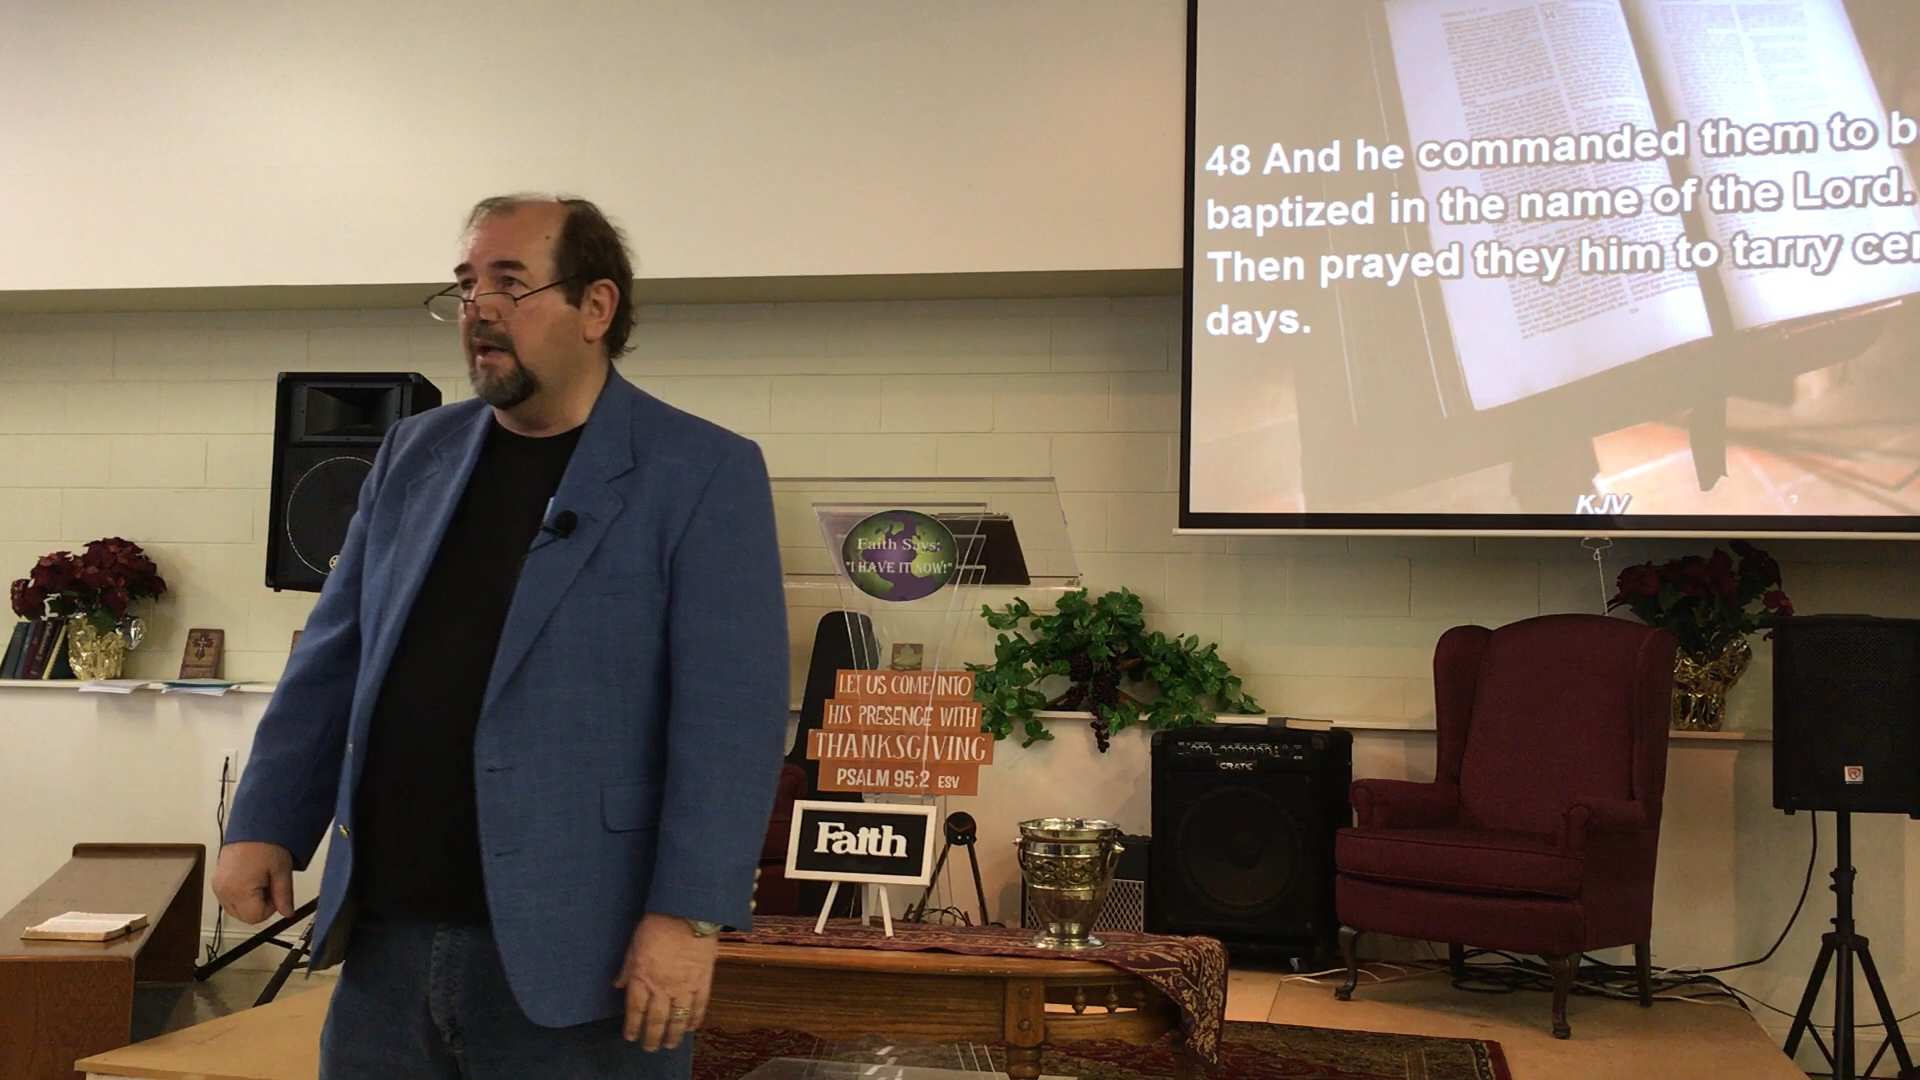 48 And he commanded them to b
baptized in the name of the Lord.
Then prayed they him to tarry cer
days.
KJV
Faith Says:
"I HAVE IT NOW!"
LET US COME INTO
HIS PRESENCE WITH
THANKSGIVING
PSALM 95:2 ESV
Faith
CRATE